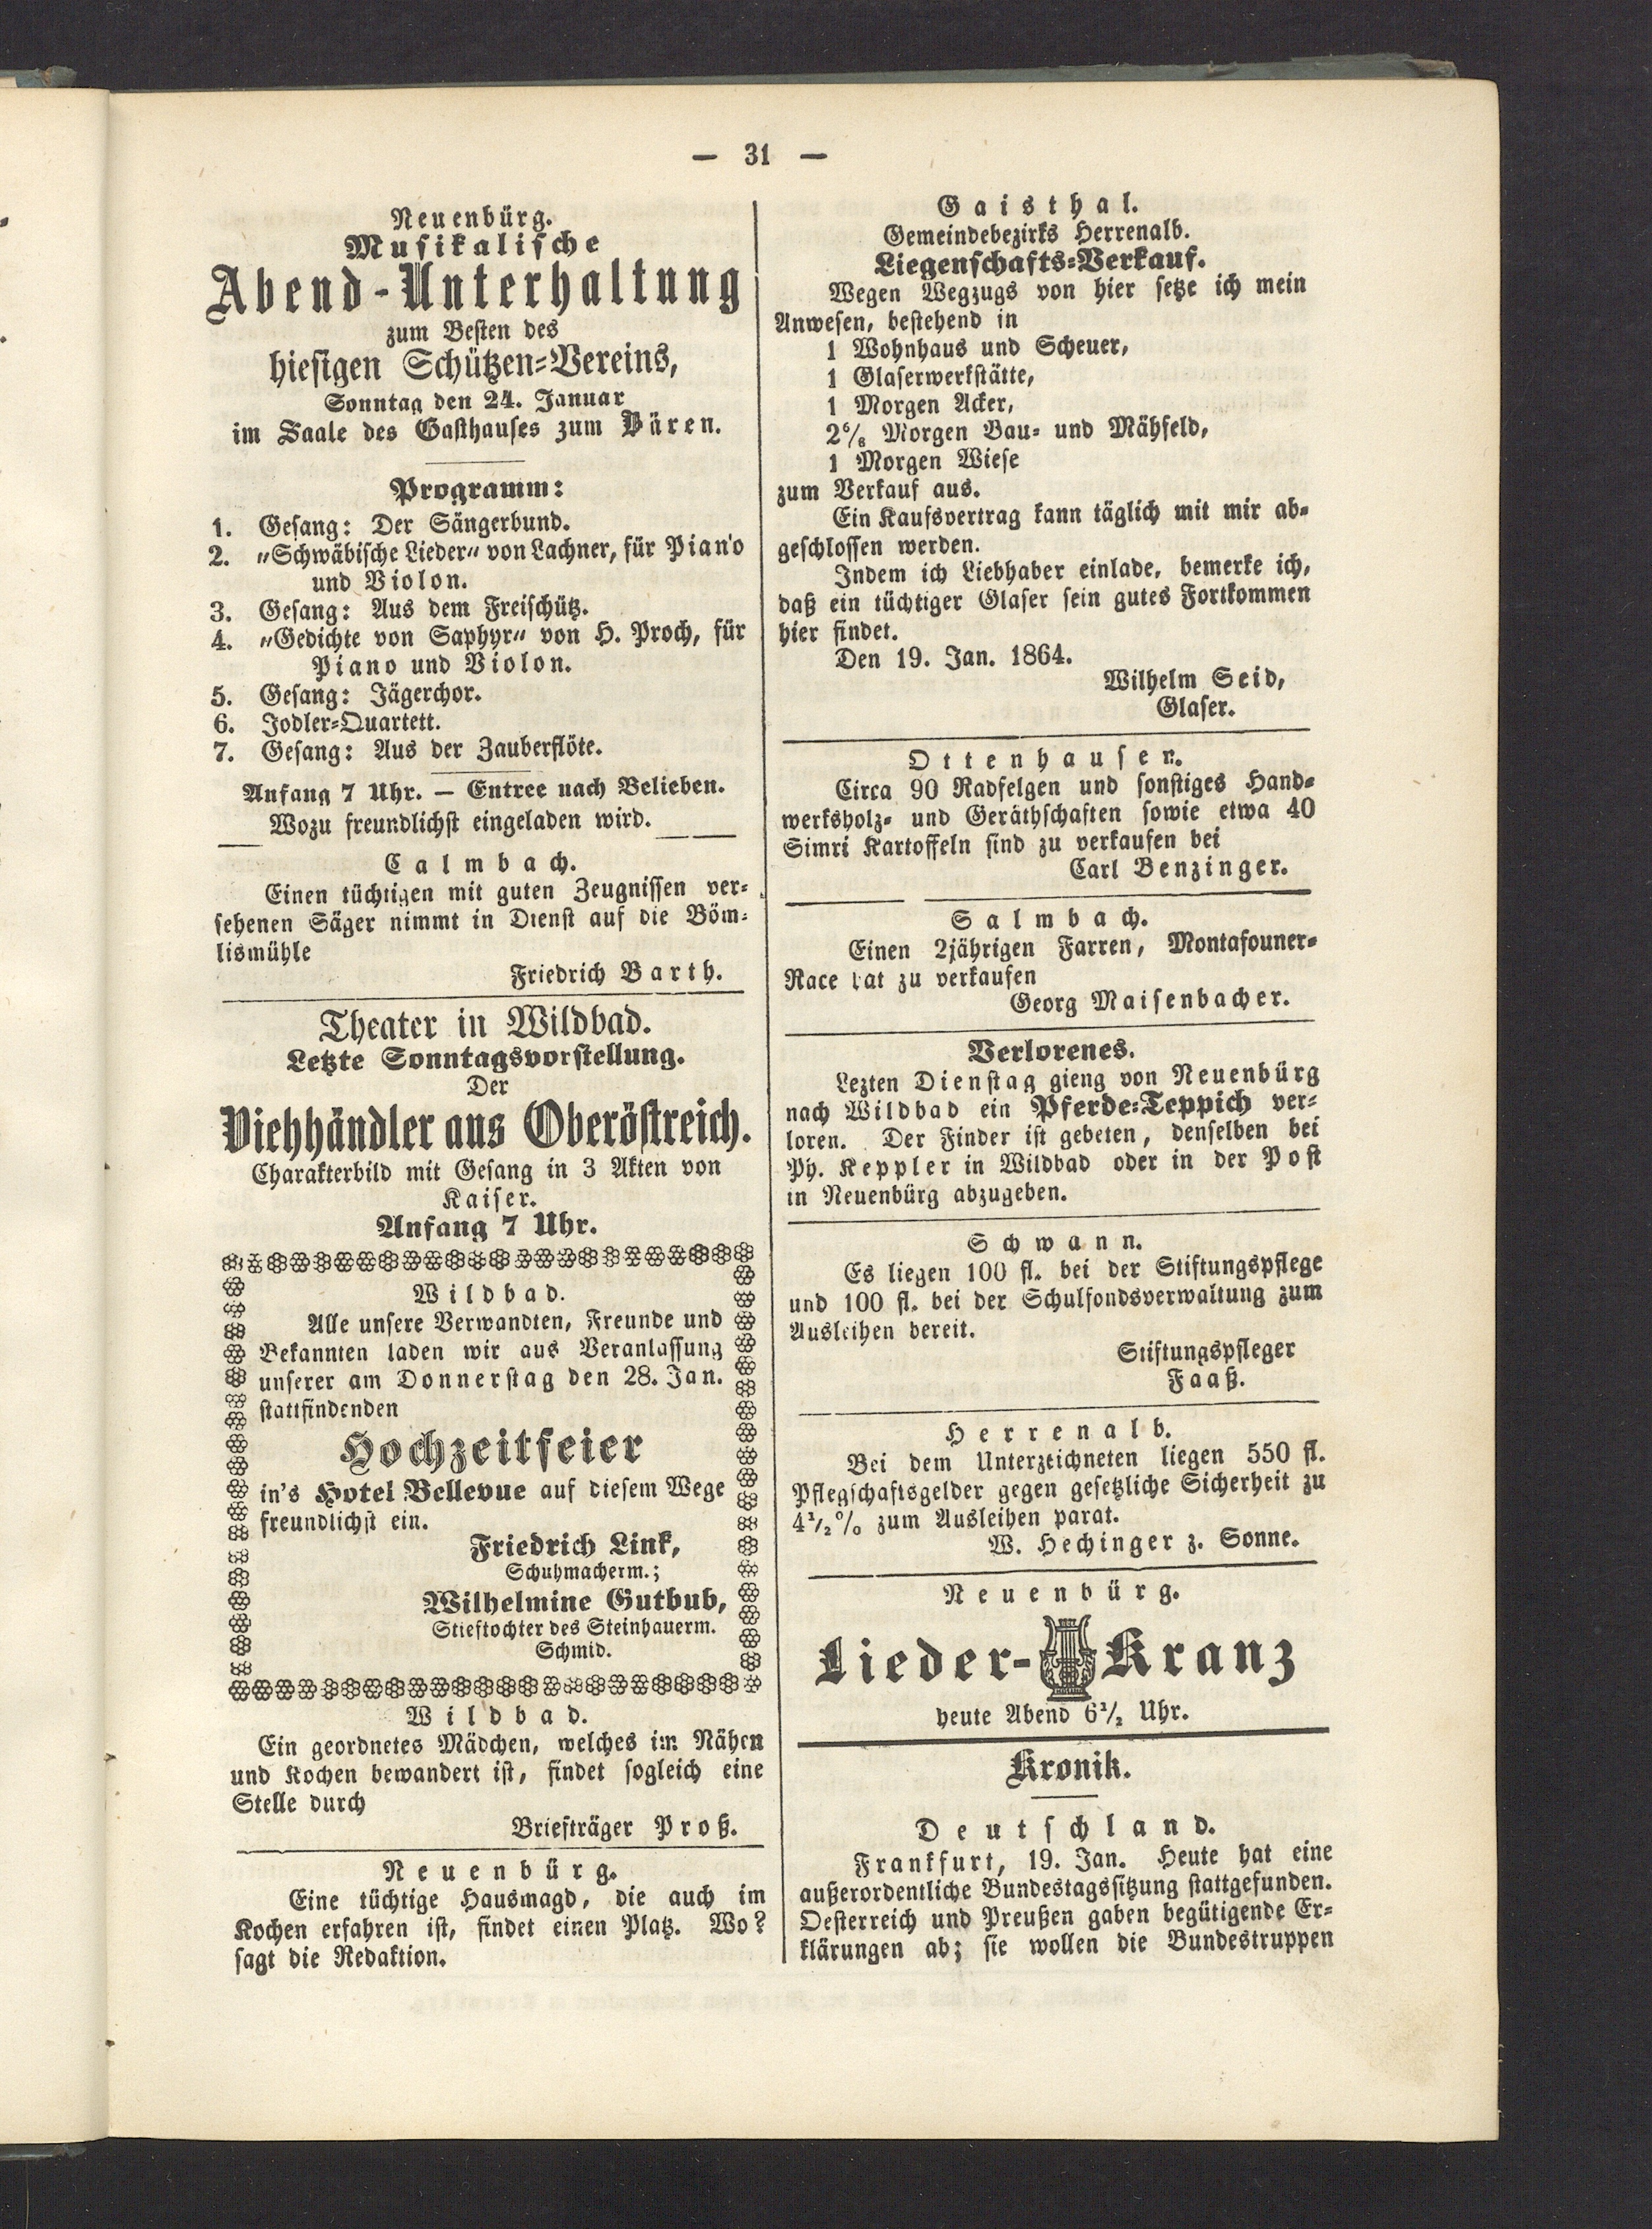 — 31 —
Neuenbürg.
Musikalische
Abend-Unterhaltung
zum Besten des
hiesigen Schützen-Vereins,
Sonntag den 24. Januar
im Saale des Gasthauses zum Bären.
Programm:
1. Gesang: Der Sängerbund.
2. „Schwäbische Lieder“ von Lachner, für Piano
und Violon.
3. Gesang: Aus dem Freischütz.
4. „Gedichte von Saphyr“ von H. Proch, für
Piano und Violon.
5. Gesang: Jägerchor.
6. Jodler-Quartett.
7. Gesang: Aus der Zauberflöte.
Anfang 7 Uhr. — Entree nach Belieben.
Wozu freundlichst eingeladen wird.
Calmbach.
Einen tüchtigen mit guten Zeugnissen ver-
sehenen Säger nimmt in Dienst auf die Böm-
lismühle
Friedrich Barth.
Theater in Wildbad.
Letzte Sonntagsvorstellung.
Der
Viehhändler aus Oberöstreich.
Charakterbild mit Gesang in 3 Akten von
Kaiser.
Anfang 7 Uhr.
Wildbad.
Alle unsere Verwandten, Freunde und
Bekannten laden wir aus Veranlassung
unserer am Donnerstag den 28. Jan.
stattfindenden
Hochzeitfeier
in's Hotel Bellevue auf diesem Wege
freundlichst ein.
Friedrich Link,
Schuhmacherm.;
Wilhelmine Gutbub,
Stieftochter des Steinhauerm.
Schmid.
Wildbad.
Ein geordnetes Mädchen, welches im Nähen
und Kochen bewandert ist, findet sogleich eine
Stelle durch
Briefträger Proß.
Neuenbürg.
Eine tüchtige Hausmagd, die auch im
Kochen erfahren ist, findet einen Platz. Wo?
sagt die Redaktion.
Gaisthal.
Gemeindebezirks Herrenalb.
Liegenschafts-Verkauf.
Wegen Wegzugs von hier setze ich mein
Anwesen, bestehend in
1 Wohnhaus und Scheuer,
1 Glaserwerkstätte,
1 Morgen Acker,
2 6/8 Morgen Bau- und Mähfeld,
1 Morgen Wiese
zum Verkauf aus.
Ein Kaufsvertrag kann täglich mit mir ab-
geschlossen werden.
Indem ich Liebhaber einlade, bemerke ich,
daß ein tüchtiger Glaser sein gutes Fortkommen
hier findet.
Den 19. Jan. 1864.
Wilhelm Seid,
Glaser.
Ottenhausen.
Circa 90 Radfelgen und sonstiges Hand-
werksholz- und Geräthschaften sowie etwa 40
Simri Kartoffeln sind zu verkaufen bei
Carl Benzinger.
Salmbach.
Einen 2jährigen Farren, Montafouner-
Race hat zu verkaufen
Georg Maisenbacher.
Verlorenes.
Lezten Dienstag gieng von Neuenbürg
nach Wildbad ein Pferde-Teppich ver-
loren. Der Finder ist gebeten, denselben bei
Ph. Keppler in Wildbad oder in der Post
in Neuenbürg abzugeben.
Schwann.
Es liegen 100 fl. bei der Stiftungspflege
und 100 fl. bei der Schulfondsverwaltung zum
Ausleihen bereit.
Stiftungspfleger
Faaß.
Herrenalb.
Bei dem Unterzeichneten liegen 550 fl.
Pflegschaftsgelder gegen gesetzliche Sicherheit zu
4 1/2 % zum Ausleihen parat.
W. Hechinger z. Sonne.
Neuenbürg.
Lieder-Kranz
heute Abend 6 1/2 Uhr.
Kronik.
Deutschland.
Frankfurt, 19. Jan. Heute hat eine
außerordentliche Bundestagssitzung stattgefunden.
Oesterreich und Preußen gaben begütigende Er-
klärungen ab; sie wollen die Bundestruppen